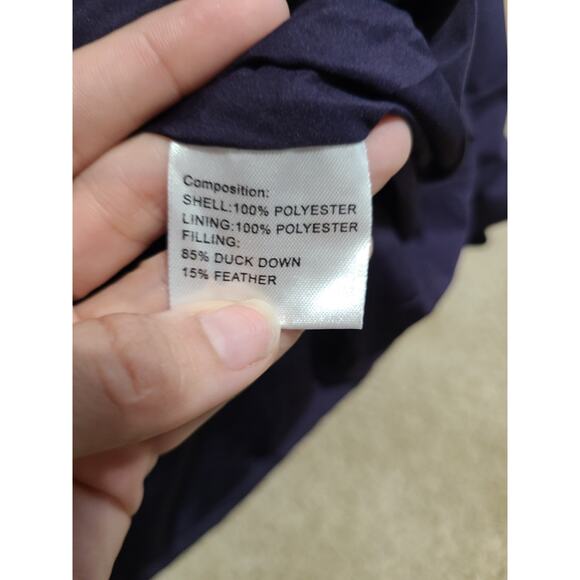 Composition:
SHELL:100% POLYESTER
LINING:100% POLYESTER
FILLING:
85% DUCK DOWN
15% FEATHER